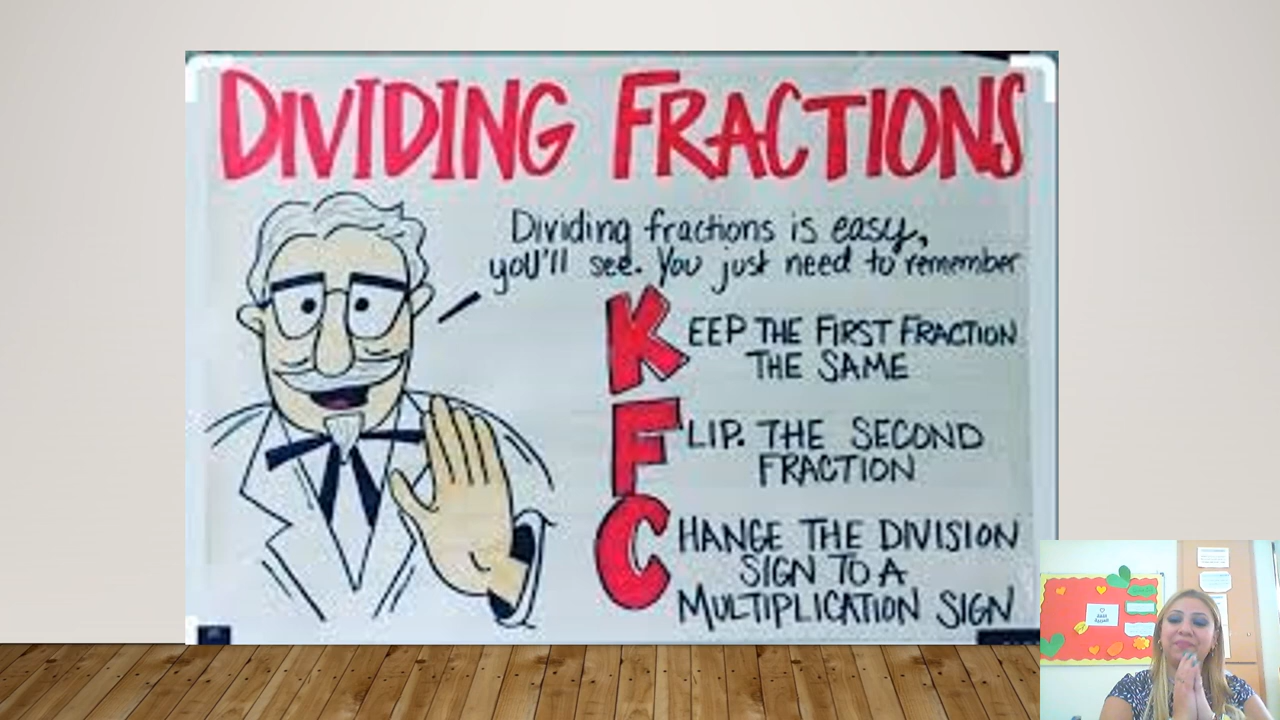 DIVIDING FRACTIONS
Dividing fractions is easy,
you'll see. You just need to remember
KEEP THE FIRST FRACTION
THE SAME
FLIP. THE SECOND
FRACTION
CHANGE THE DIVISION
SIGN TO A
MULTIPLICATION SIGN